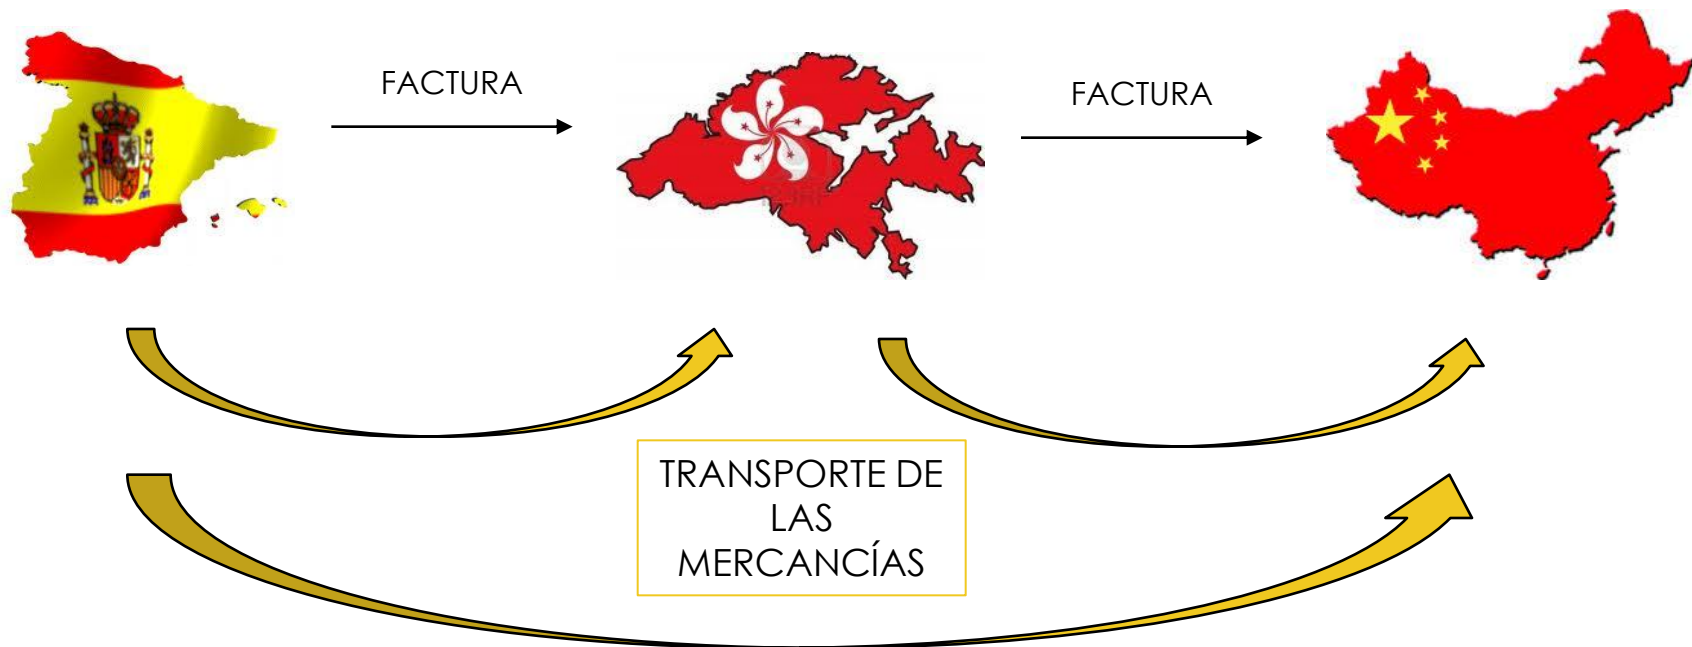 FACTURA
FACTURA
TRANSPORTE DE
LAS
MERCANCÍAS